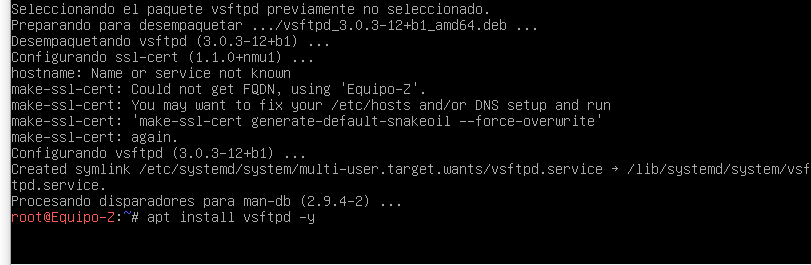 Seleccionando el paquete vsftpd previamente no seleccionado.
Preparando para desempaquetar .../vsftpd_3.0.3-12+b1_amd64.deb ...
Desempaquetando vsftpd (3.0.3-12+b1) ...
Configurando ssl-cert (1.1.0+nmu1) ...
hostname: Name or service not known
make-ssl-cert: Could not get FQDN, using 'Equipo-Z'.
make-ssl-cert: You may want to fix your /etc/hosts and/or DNS setup and run
make-ssl-cert: 'make-ssl-cert generate-default-snakeoil --force-overwrite'
make-ssl-cert: again.
Configurando vsftpd (3.0.3-12+b1) ...
Created symlink /etc/systemd/system/multi-user.target.wants/vsftpd.service → /lib/systemd/system/vsf
tpd.service.
Procesando disparadores para man-db (2.9.4-2) ...
root@Equipo-Z:~# apt install vsftpd -y